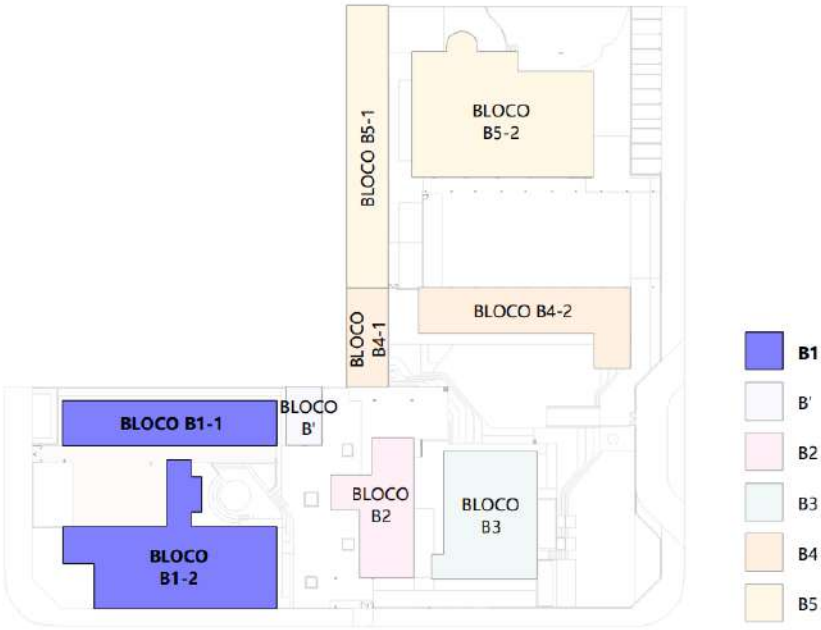 BLOCO B5-1
BLOCO
B5-2
BLOCO
B4-1
BLOCO B4-2
BLOCO B1-1
BLOCO
B'
BLOCO
B2
BLOCO
B3
BLOCO
B1-2
B1
B'
B2
B3
B4
B5